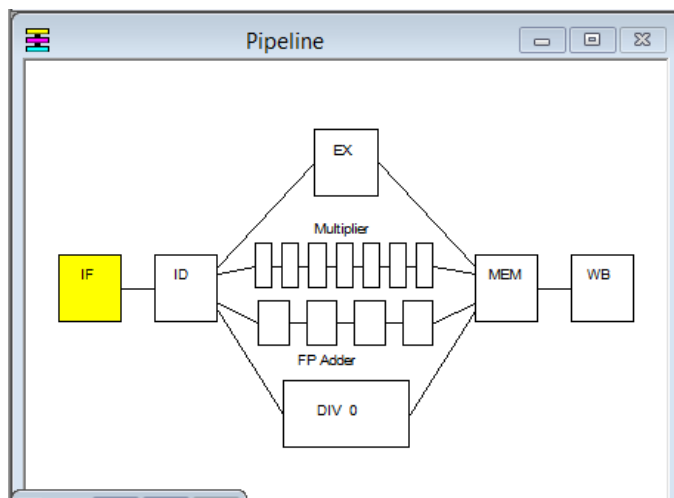 Pipeline
EX
Multiplier
IF
ID
MEM
WB
FP Adder
DIV 0